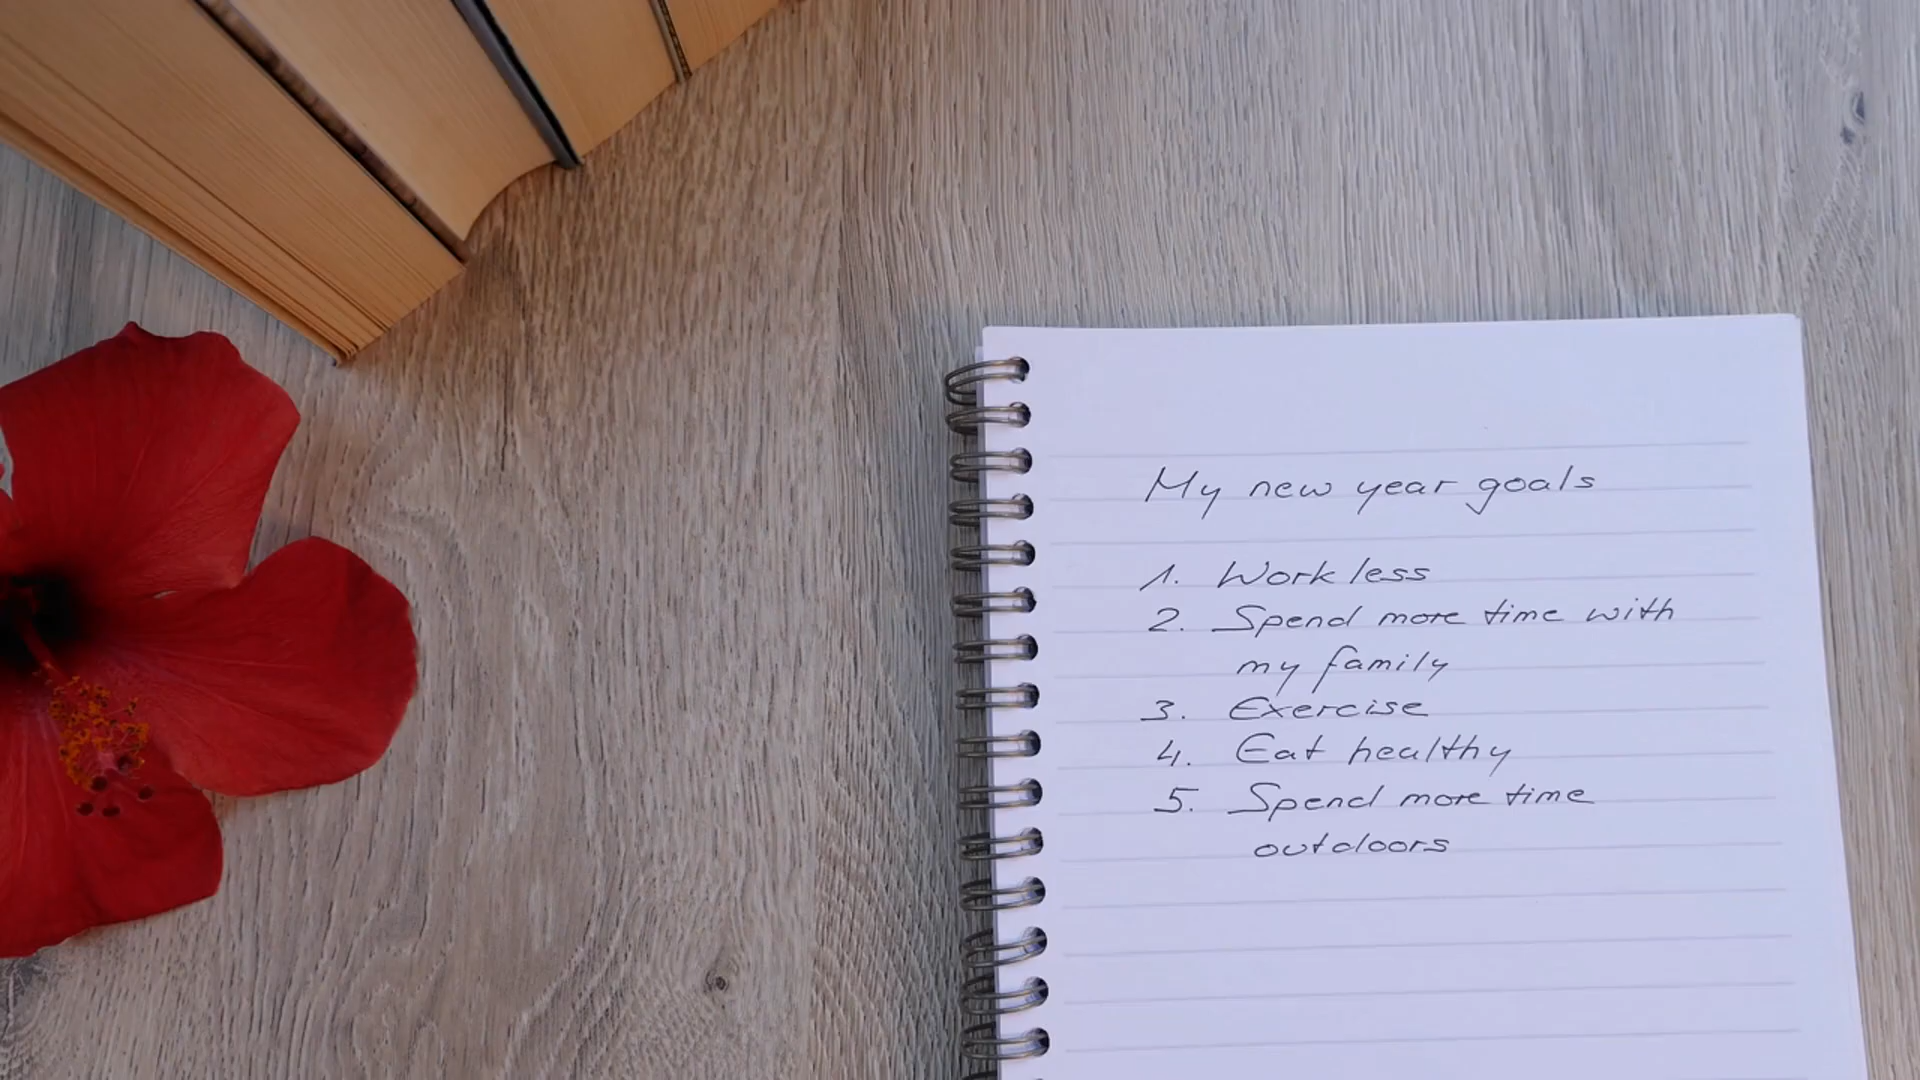 My new year goals
1. Work less
2. Spend more time with
my family
3. Exercise
4. Eat healthy
5. Spend more time
outdoors